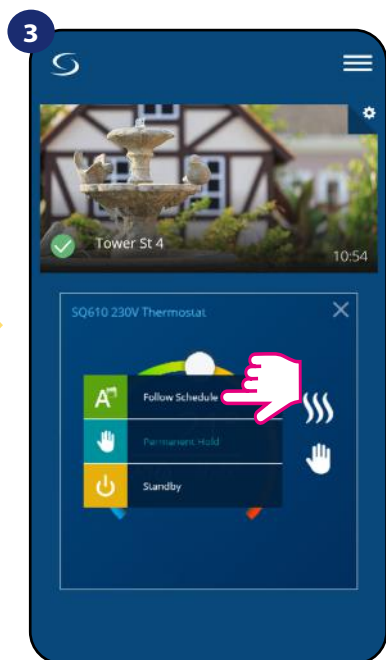 3
Tower St 4
10:54
SQ610 230V Thermostat
A
Follow Schedule
Permanent Hold
Standby